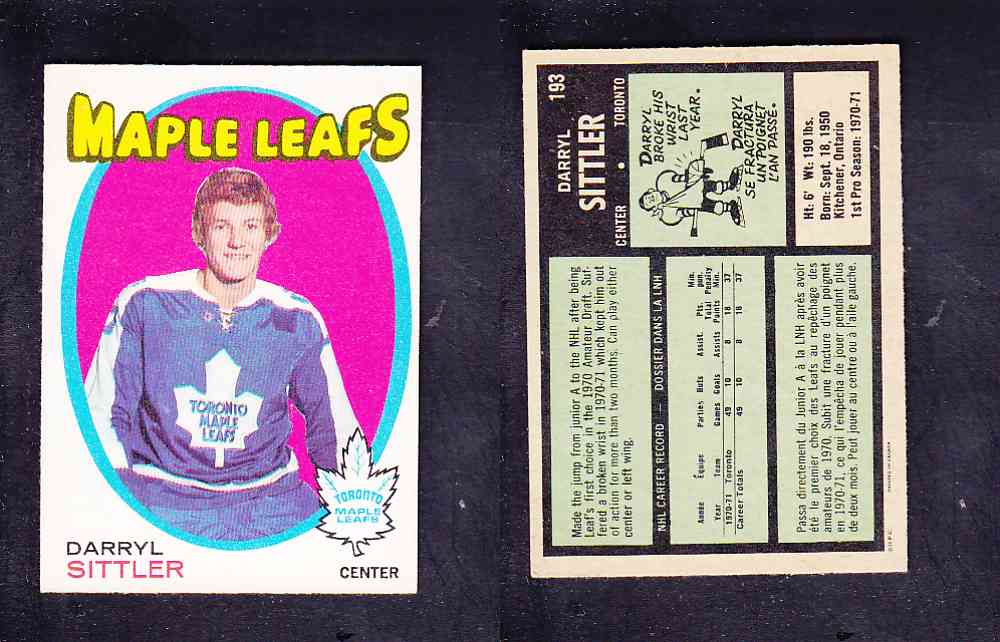 MAPLE LEAFS
TORONTO
MAPLE
LEAFS
TORONTO
MAPLE
LEAFS
DARRYL
SITTLER
CENTER
193
DARRYL
SITTLER
CENTER • TORONTO
DARRYL
BROKE HIS
WRIST
LAST
YEAR.
DARRYL
SE FRACTURA
UN POIGNET
L'AN PASSÉ.
Ht: 6' Wt: 190 lbs.
Born: Sept. 18, 1950
Kitchener, Ontario
1st Pro Season: 1970-71
Made the jump from junior A to the NHL after being
Leaf's first choice in the 1970 Amateur Draft. Suf-
fered a broken wrist in 1970-71 which kept him out
of action for more than two months. Can play either
center or left wing.
NHL CAREER RECORD — DOSSIER DANS LA LNH
Année Équipe Parties Buts Assist. Pts. Min. pun.
Year Team Games Goals Assists Total Points Penalty Min.
1970-71 Toronto 49 10 8 18 37
Career Totals 49 10 8 18 37
Passa directement du Junior A à la LNH après avoir
été le premier choix des Leafs au repêchage des
amateurs de 1970. Subit une fracture d'un poignet
en 1970-71, ce qui l'empêcha de jouer pendant plus
de deux mois. Peut jouer au centre ou à l'aile gauche.
O.P.C.
PRINTED IN CANADA